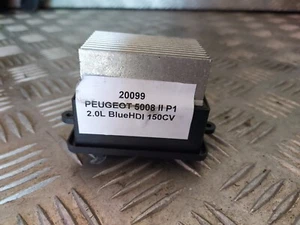 20099
PEUGEOT 5008 II P1
2.0L BlueHDI 150CV